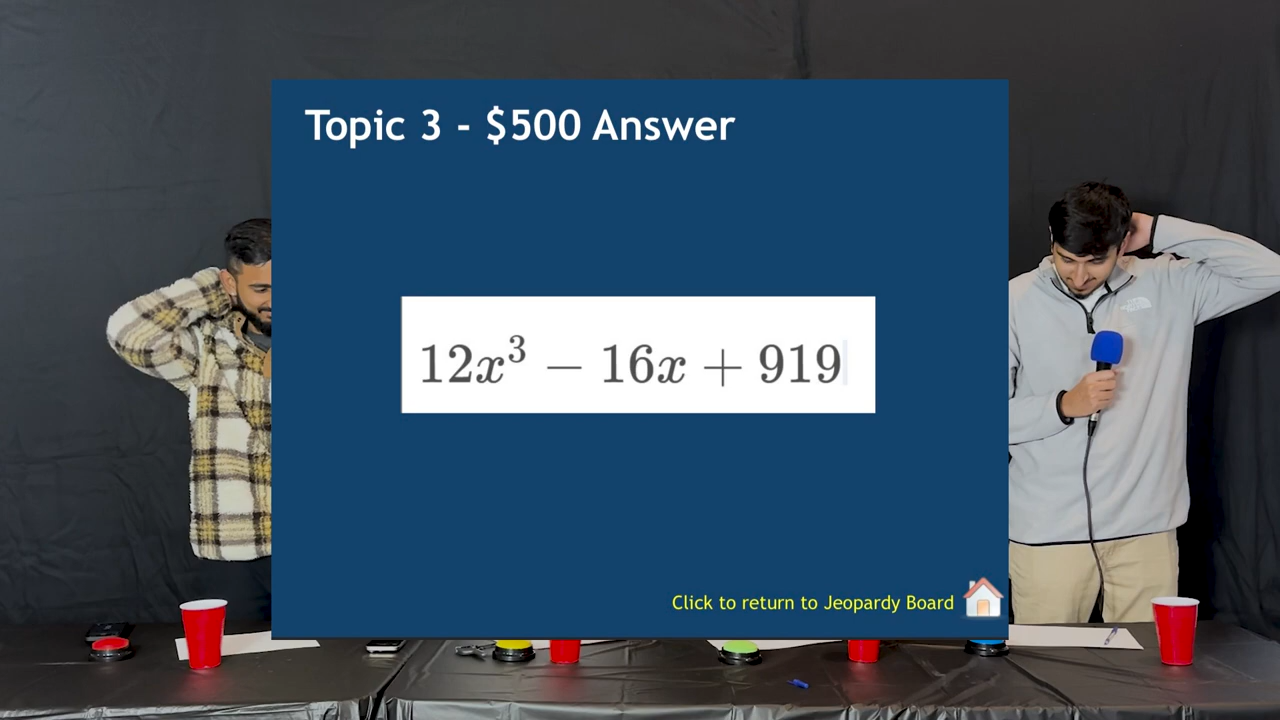 Topic 3 - $500 Answer
12x³ − 16x + 919
Click to return to Jeopardy Board